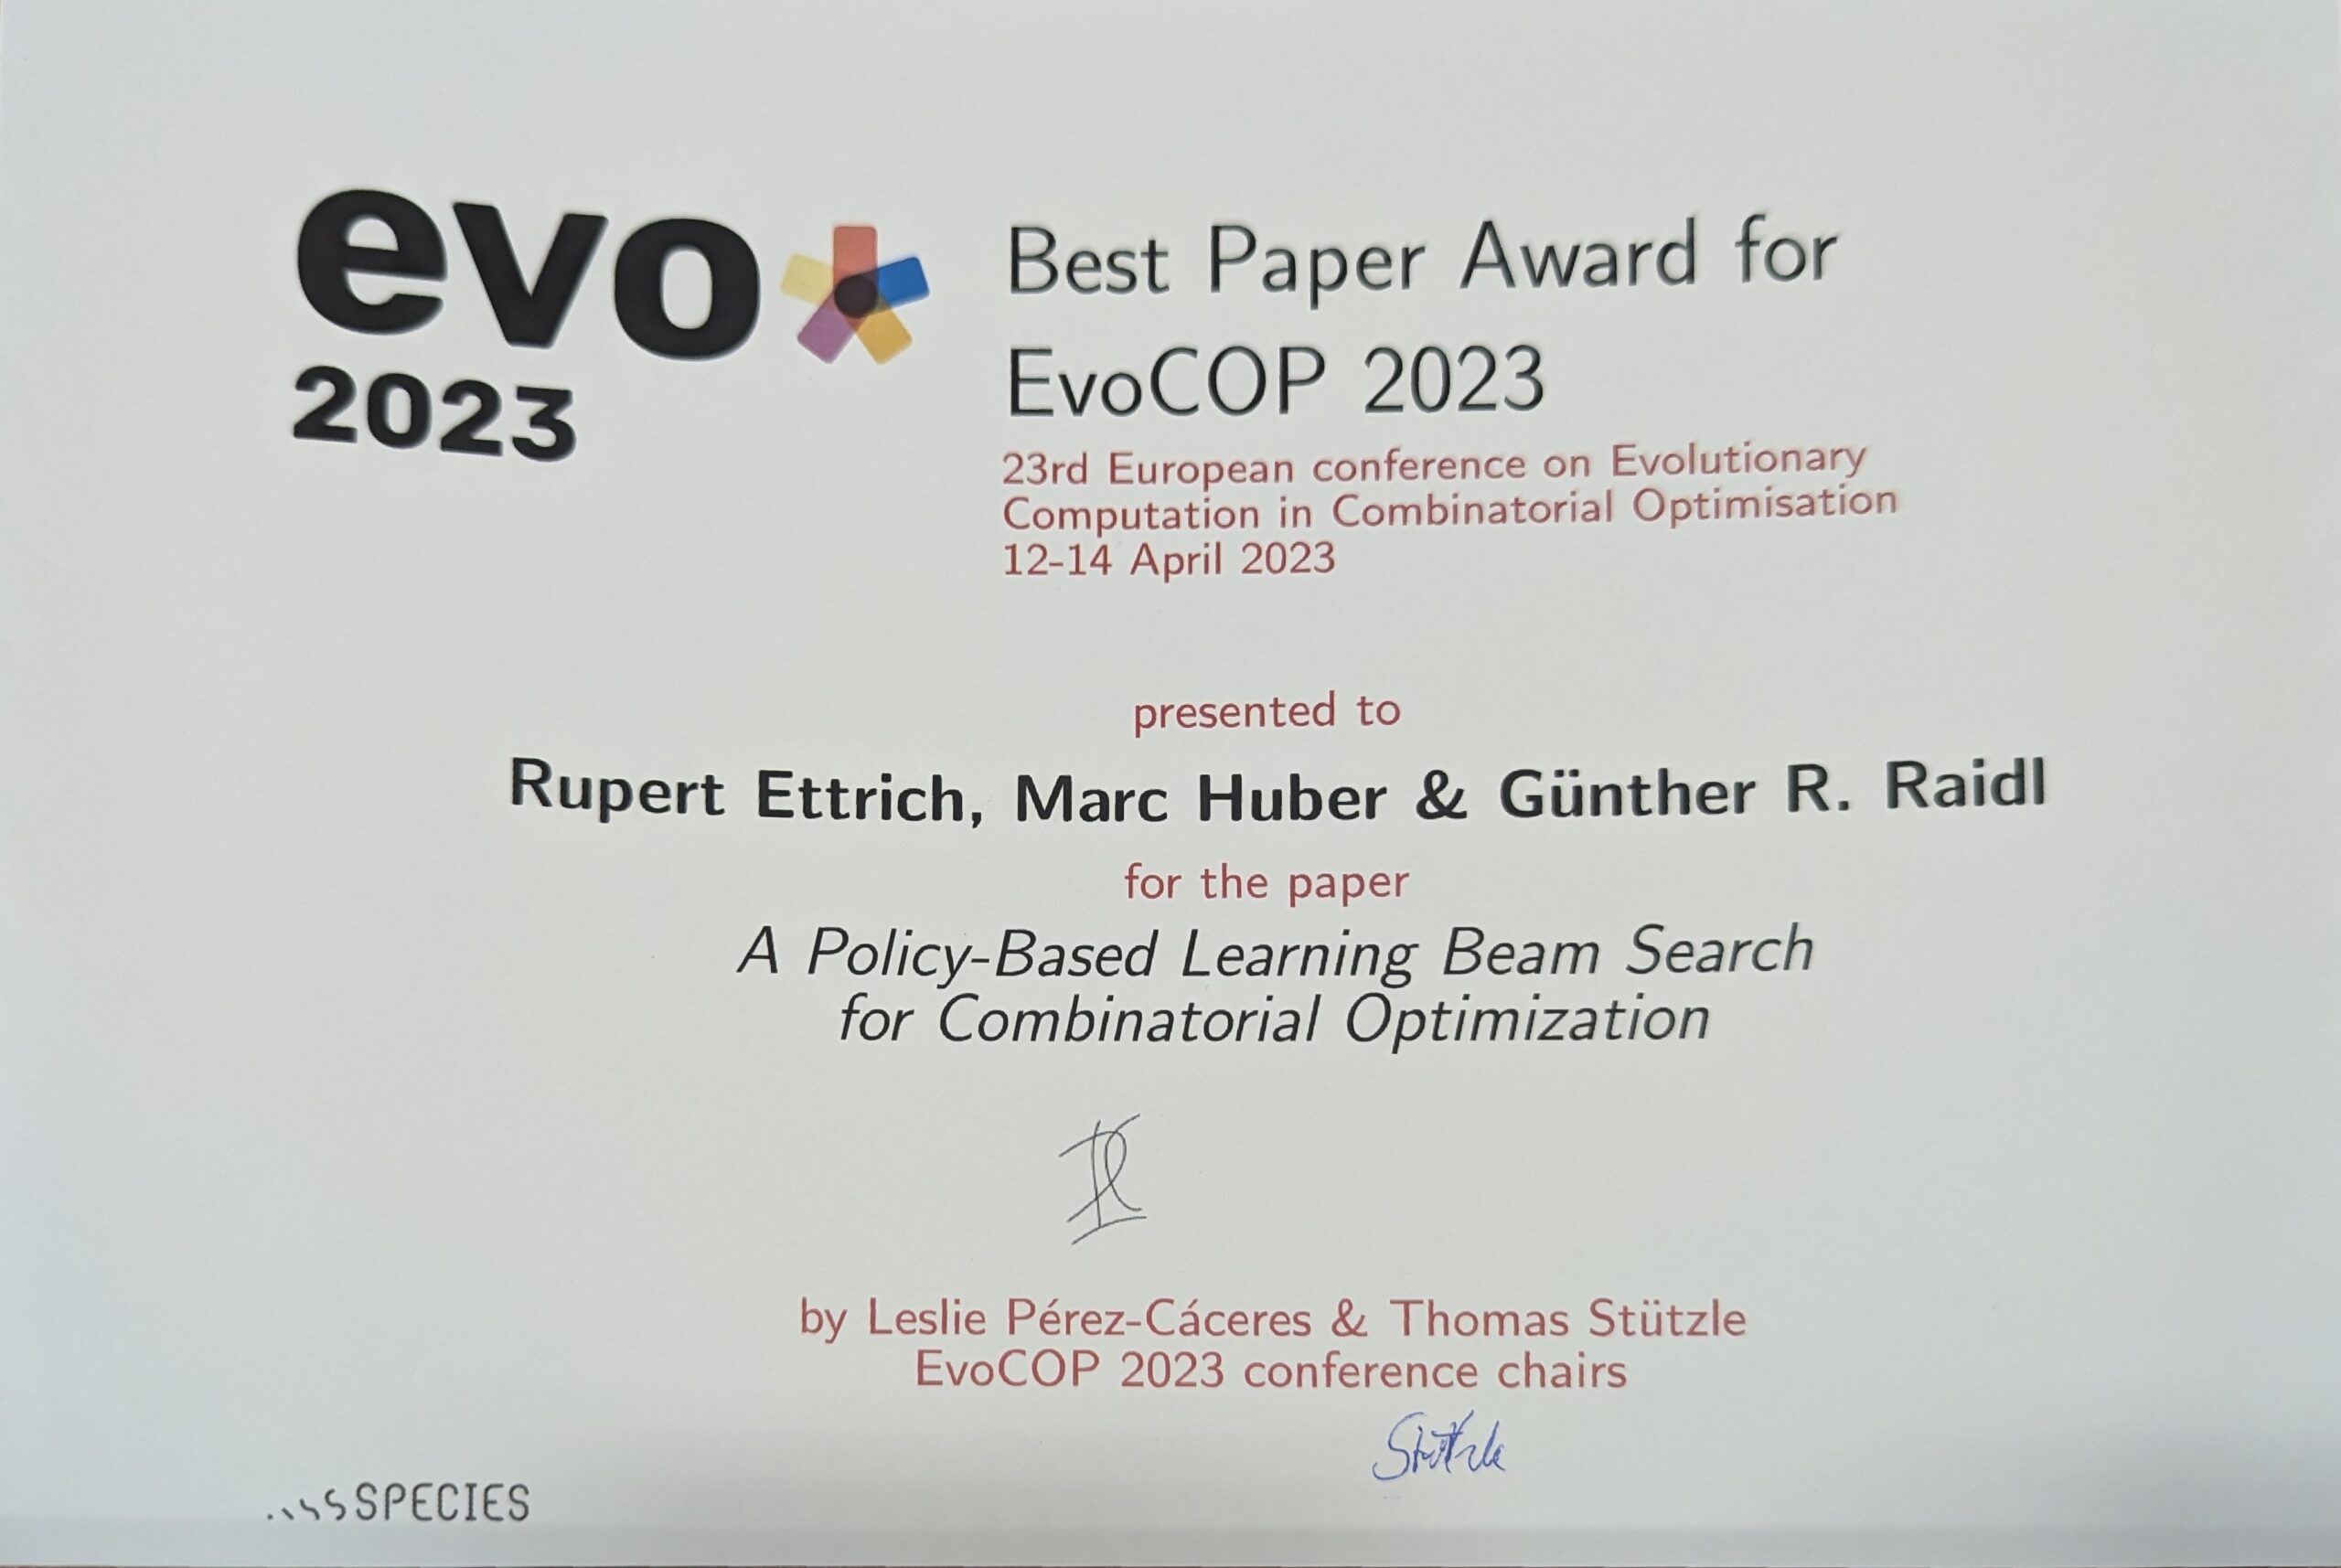 evo*
2023
Best Paper Award for
EvoCOP 2023
23rd European conference on Evolutionary
Computation in Combinatorial Optimisation
12-14 April 2023
presented to
Rupert Ettrich, Marc Huber & Günther R. Raidl
for the paper
A Policy-Based Learning Beam Search
for Combinatorial Optimization
by Leslie Pérez-Cáceres & Thomas Stützle
EvoCOP 2023 conference chairs
Stützle
SPECIES